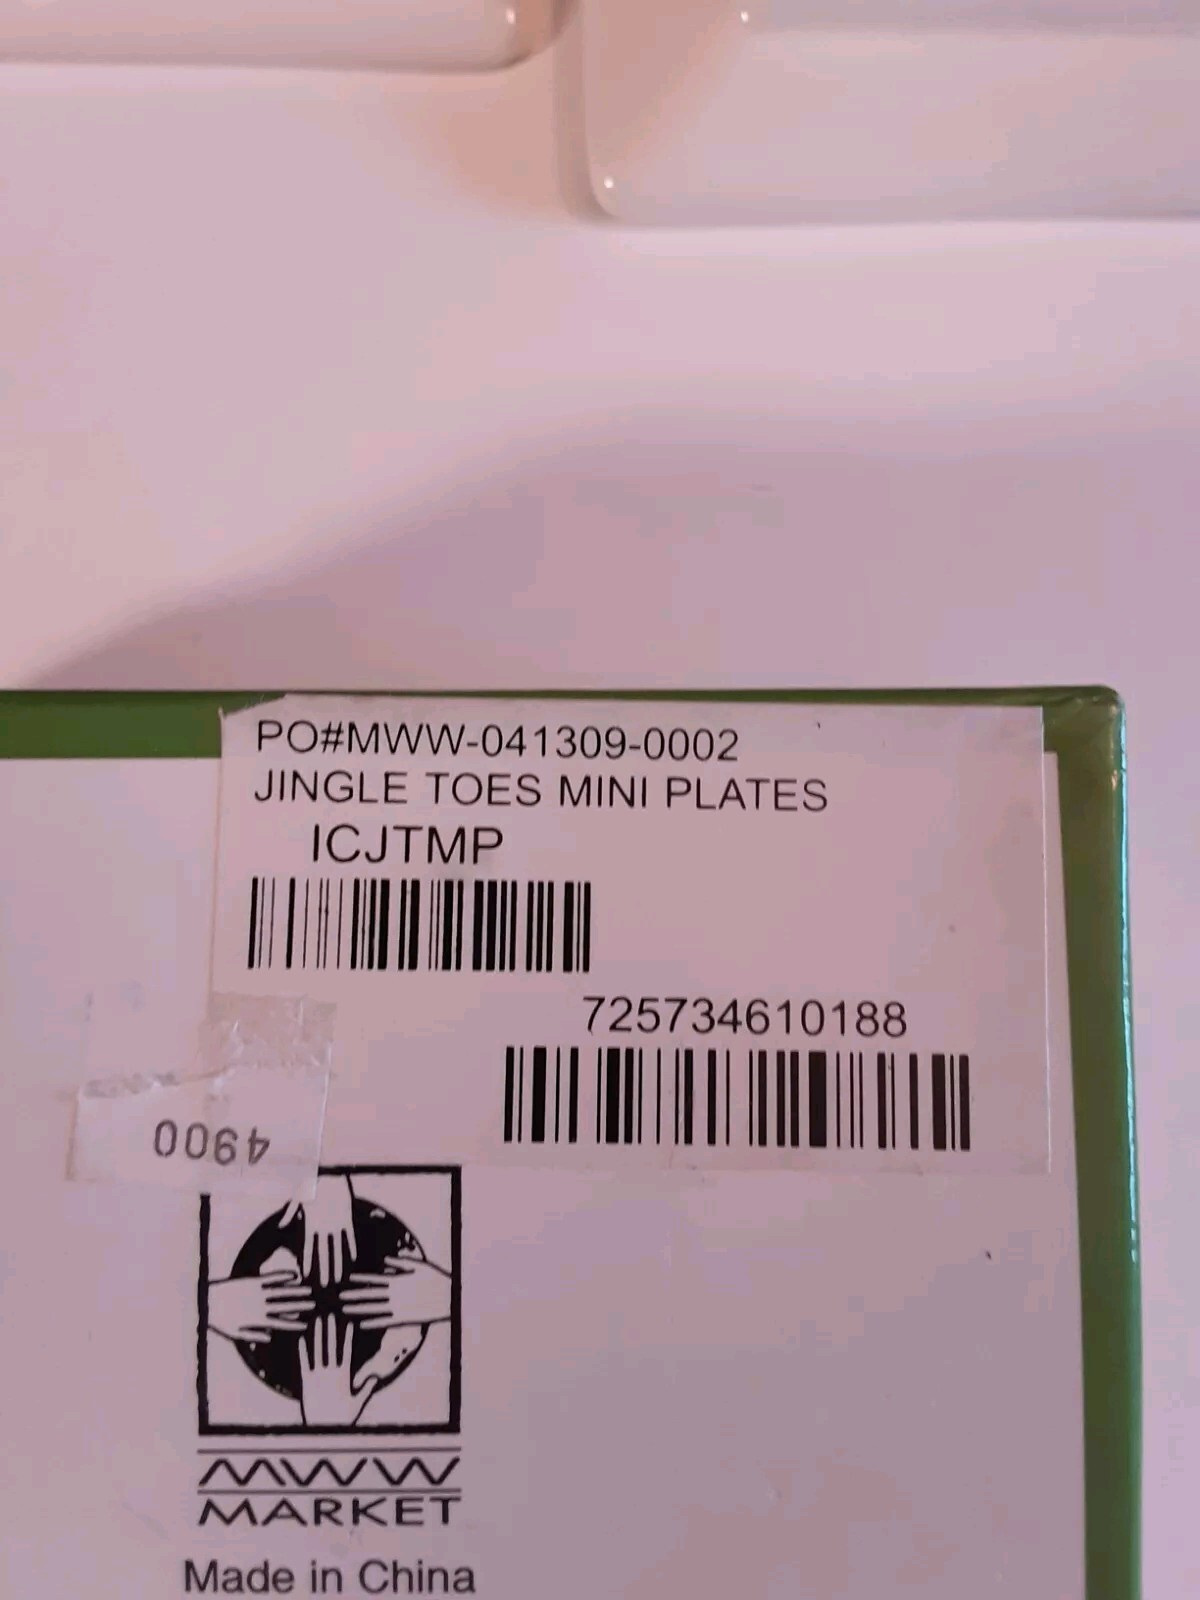 PO#MWW-041309-0002
JINGLE TOES MINI PLATES
ICJTMP
725734610188
4900
MWW
MARKET
Made in China